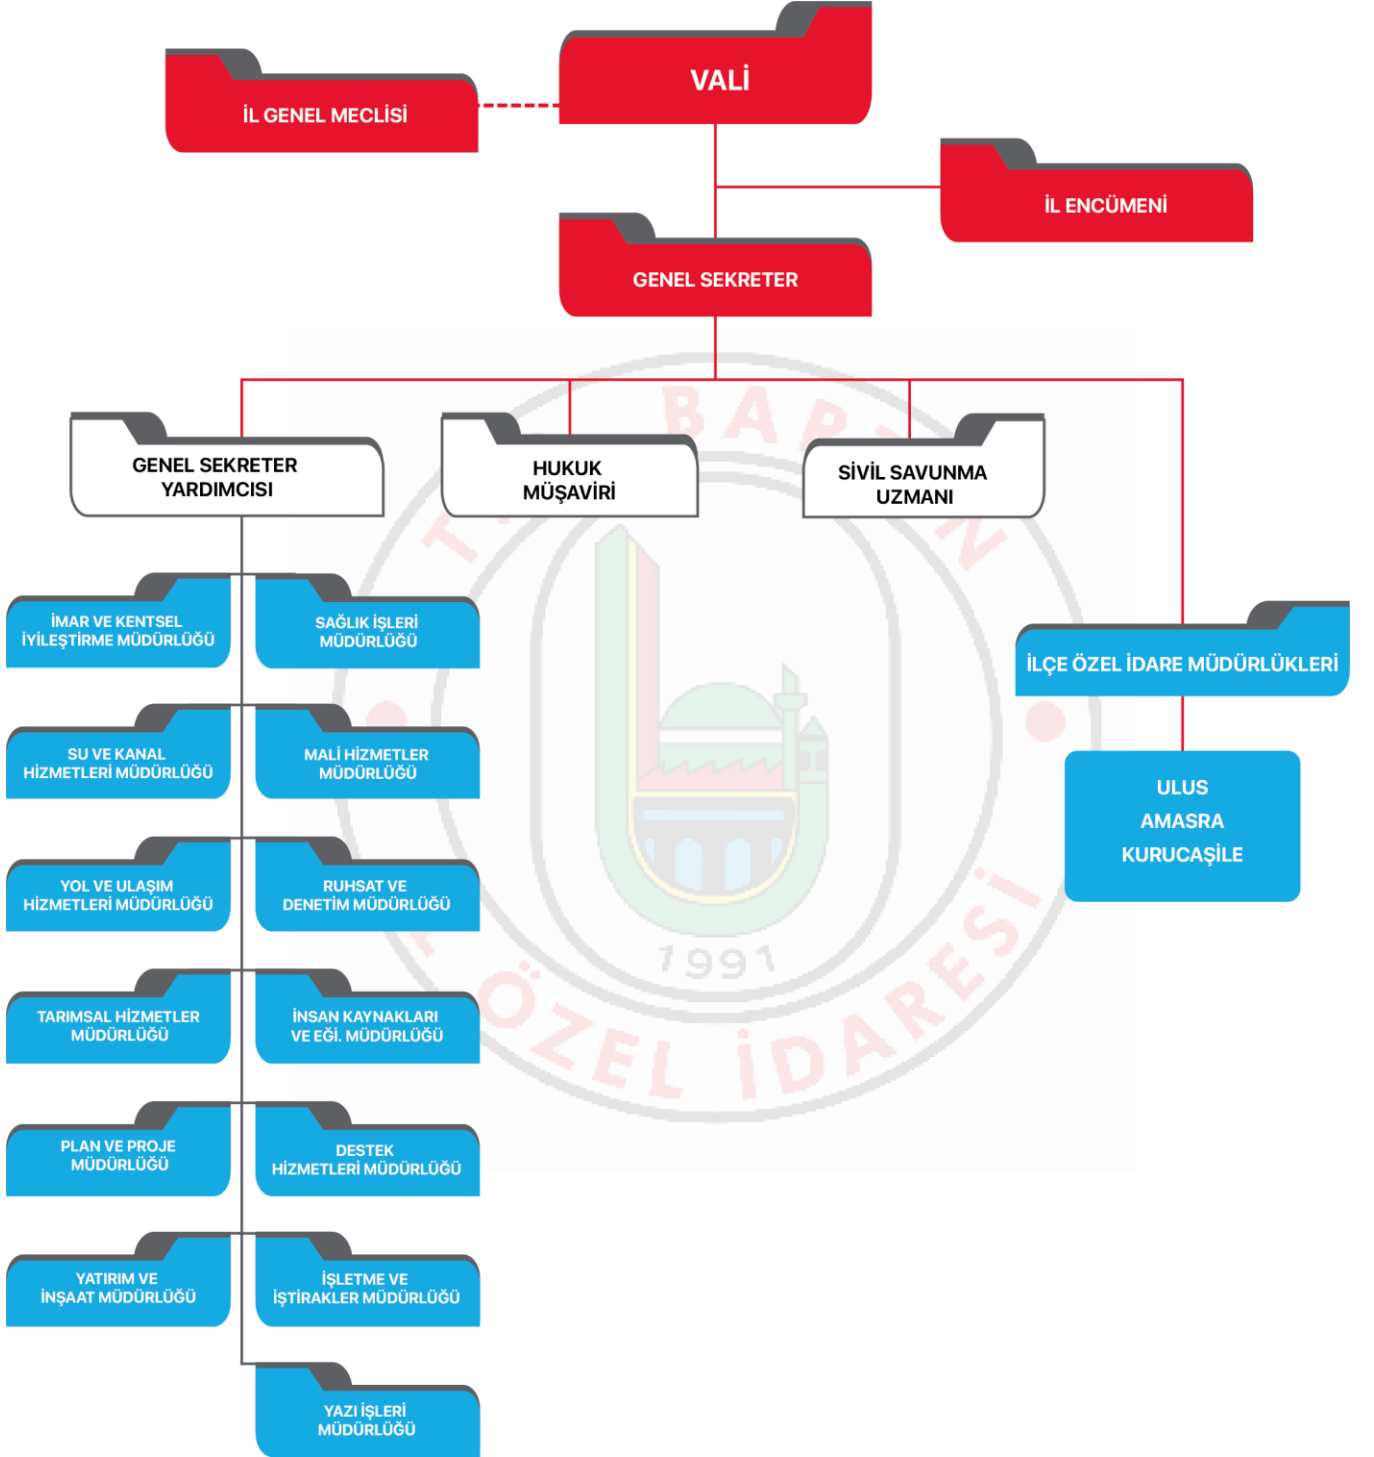 VALİ
İL GENEL MECLİSİ
İL ENCÜMENİ
GENEL SEKRETER
GENEL SEKRETER
YARDIMCISI
HUKUK
MÜŞAVİRİ
SİVİL SAVUNMA
UZMANI
İMAR VE KENTSEL
İYİLEŞTİRME MÜDÜRLÜĞÜ
SAĞLIK İŞLERİ
MÜDÜRLÜĞÜ
İLÇE ÖZEL İDARE MÜDÜRLÜKLERİ
SU VE KANAL
HİZMETLERİ MÜDÜRLÜĞÜ
MALİ HİZMETLER
MÜDÜRLÜĞÜ
ULUS
AMASRA
KURUCAŞİLE
YOL VE ULAŞIM
HİZMETLERİ MÜDÜRLÜĞÜ
RUHSAT VE
DENETİM MÜDÜRLÜĞÜ
TARIMSAL HİZMETLER
MÜDÜRLÜĞÜ
İNSAN KAYNAKLARI
VE EĞİ. MÜDÜRLÜĞÜ
PLAN VE PROJE
MÜDÜRLÜĞÜ
DESTEK
HİZMETLERİ MÜDÜRLÜĞÜ
YATIRIM VE
İNŞAAT MÜDÜRLÜĞÜ
İŞLETME VE
İŞTİRAKLER MÜDÜRLÜĞÜ
YAZI İŞLERİ
MÜDÜRLÜĞÜ
1991
ÖZEL İDARESİ